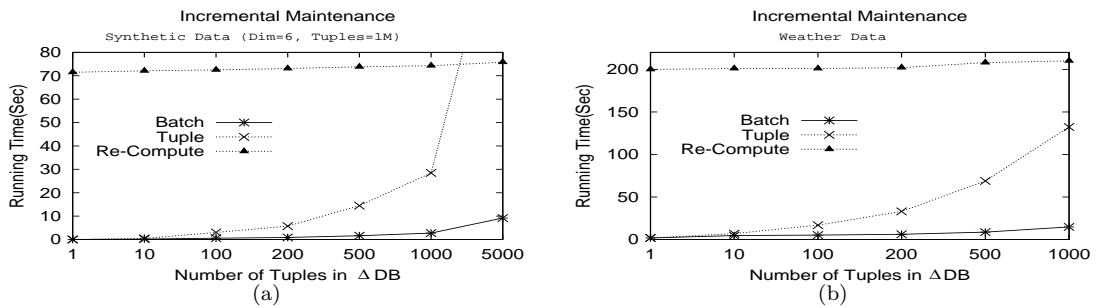 Incremental Maintenance
Synthetic Data (Dim=6, Tuples=1M)
80
70
60
50
40
30
20
10
0
Running Time(Sec)
Batch
Tuple
Re-Compute
1 10 100 200 500 1000 5000
Number of Tuples in Δ DB
(a)
Incremental Maintenance
Weather Data
200
150
100
50
0
Running Time(Sec)
Batch
Tuple
Re-Compute
1 10 100 200 500 1000
Number of Tuples in Δ DB
(b)